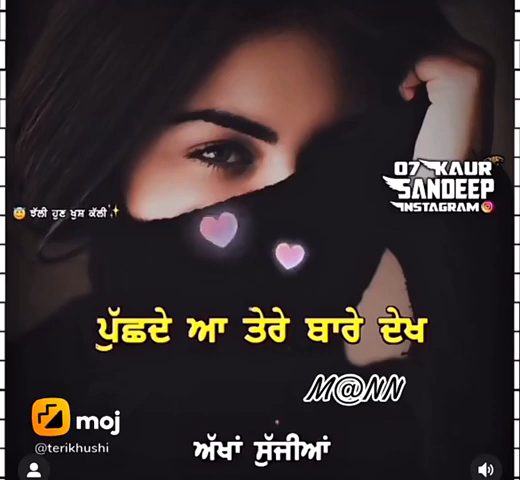 07 KAUR
SANDEEP
INSTAGRAM
😇 ਝੱਲੀ ਹੁਣ ਖੁਸ਼ ਕੱਲੀ ✨
ਪੁੱਛਦੇ ਆ ਤੇਰੇ ਬਾਰੇ ਦੇਖ
M@NN
moj
@terikhushi
ਅੱਖਾਂ ਸੁੱਜੀਆਂ